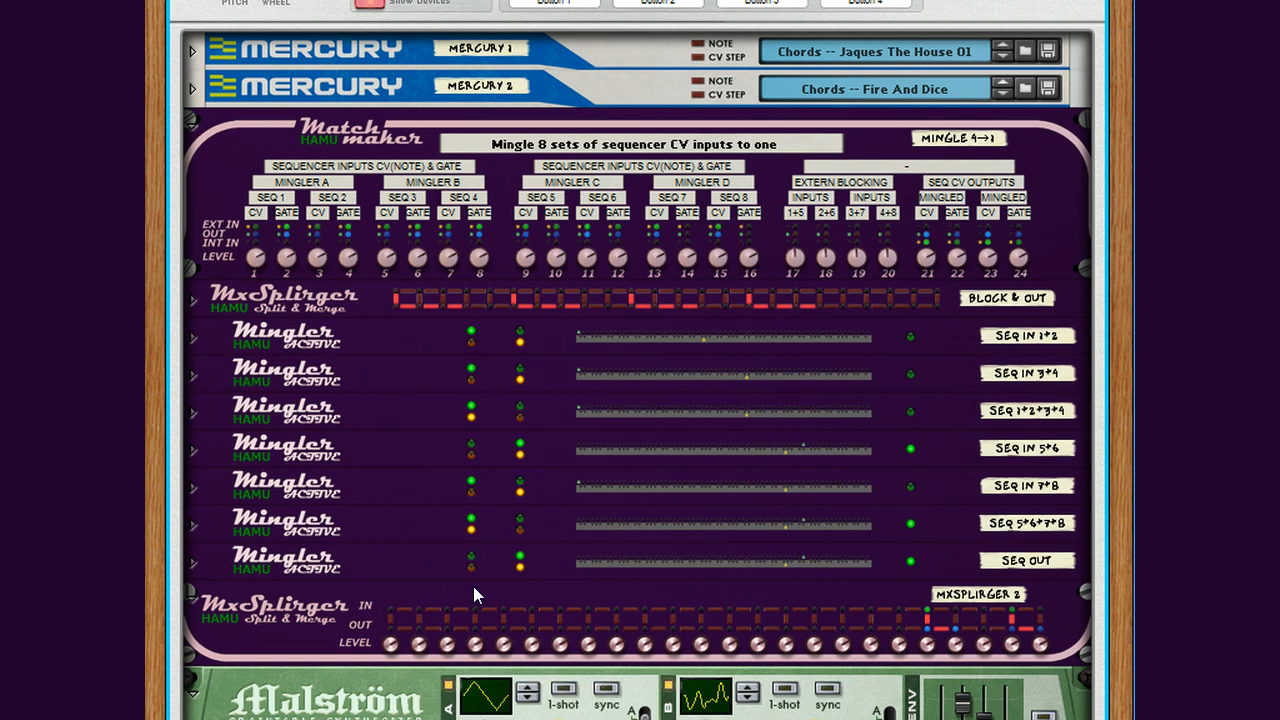 PITCH WHEEL Show Devices Button 1 Button 2 Button 3 Button 4
MERCURY MERCURY 1 NOTE CV STEP Chords -- Jaques The House 01
MERCURY MERCURY 2 NOTE CV STEP Chords -- Fire And Dice
Match maker HAMU Mingle 8 sets of sequencer CV inputs to one MINGLE 4→1
SEQUENCER INPUTS CV(NOTE) & GATE SEQUENCER INPUTS CV(NOTE) & GATE -
MINGLER A MINGLER B MINGLER C MINGLER D EXTERN BLOCKING SEQ CV OUTPUTS
SEQ 1 SEQ 2 SEQ 3 SEQ 4 SEQ 5 SEQ 6 SEQ 7 SEQ 8 INPUTS INPUTS MINGLED MINGLED
CV GATE CV GATE CV GATE CV GATE CV GATE CV GATE CV GATE CV GATE 1+5 2+6 3+7 4+8 CV GATE CV GATE
EXT IN
OUT
INT IN
LEVEL
1 2 3 4 5 6 7 8 9 10 11 12 13 14 15 16 17 18 19 20 21 22 23 24
MxSplirger HAMU Split & Merge BLOCK & OUT
Mingler HAMU ACTIVE SEQ IN 1+2
Mingler HAMU ACTIVE SEQ IN 3+4
Mingler HAMU ACTIVE SEQ 1+2+3+4
Mingler HAMU ACTIVE SEQ IN 5+6
Mingler HAMU ACTIVE SEQ IN 7+8
Mingler HAMU ACTIVE SEQ 5+6+7+8
Mingler HAMU ACTIVE SEQ OUT
MxSplirger HAMU Split & Merge MXSPLIRGER 2
IN
OUT
LEVEL
Malström A 1-shot sync A B 1-shot sync A ENV
GRAINTABLE SYNTHESIZER